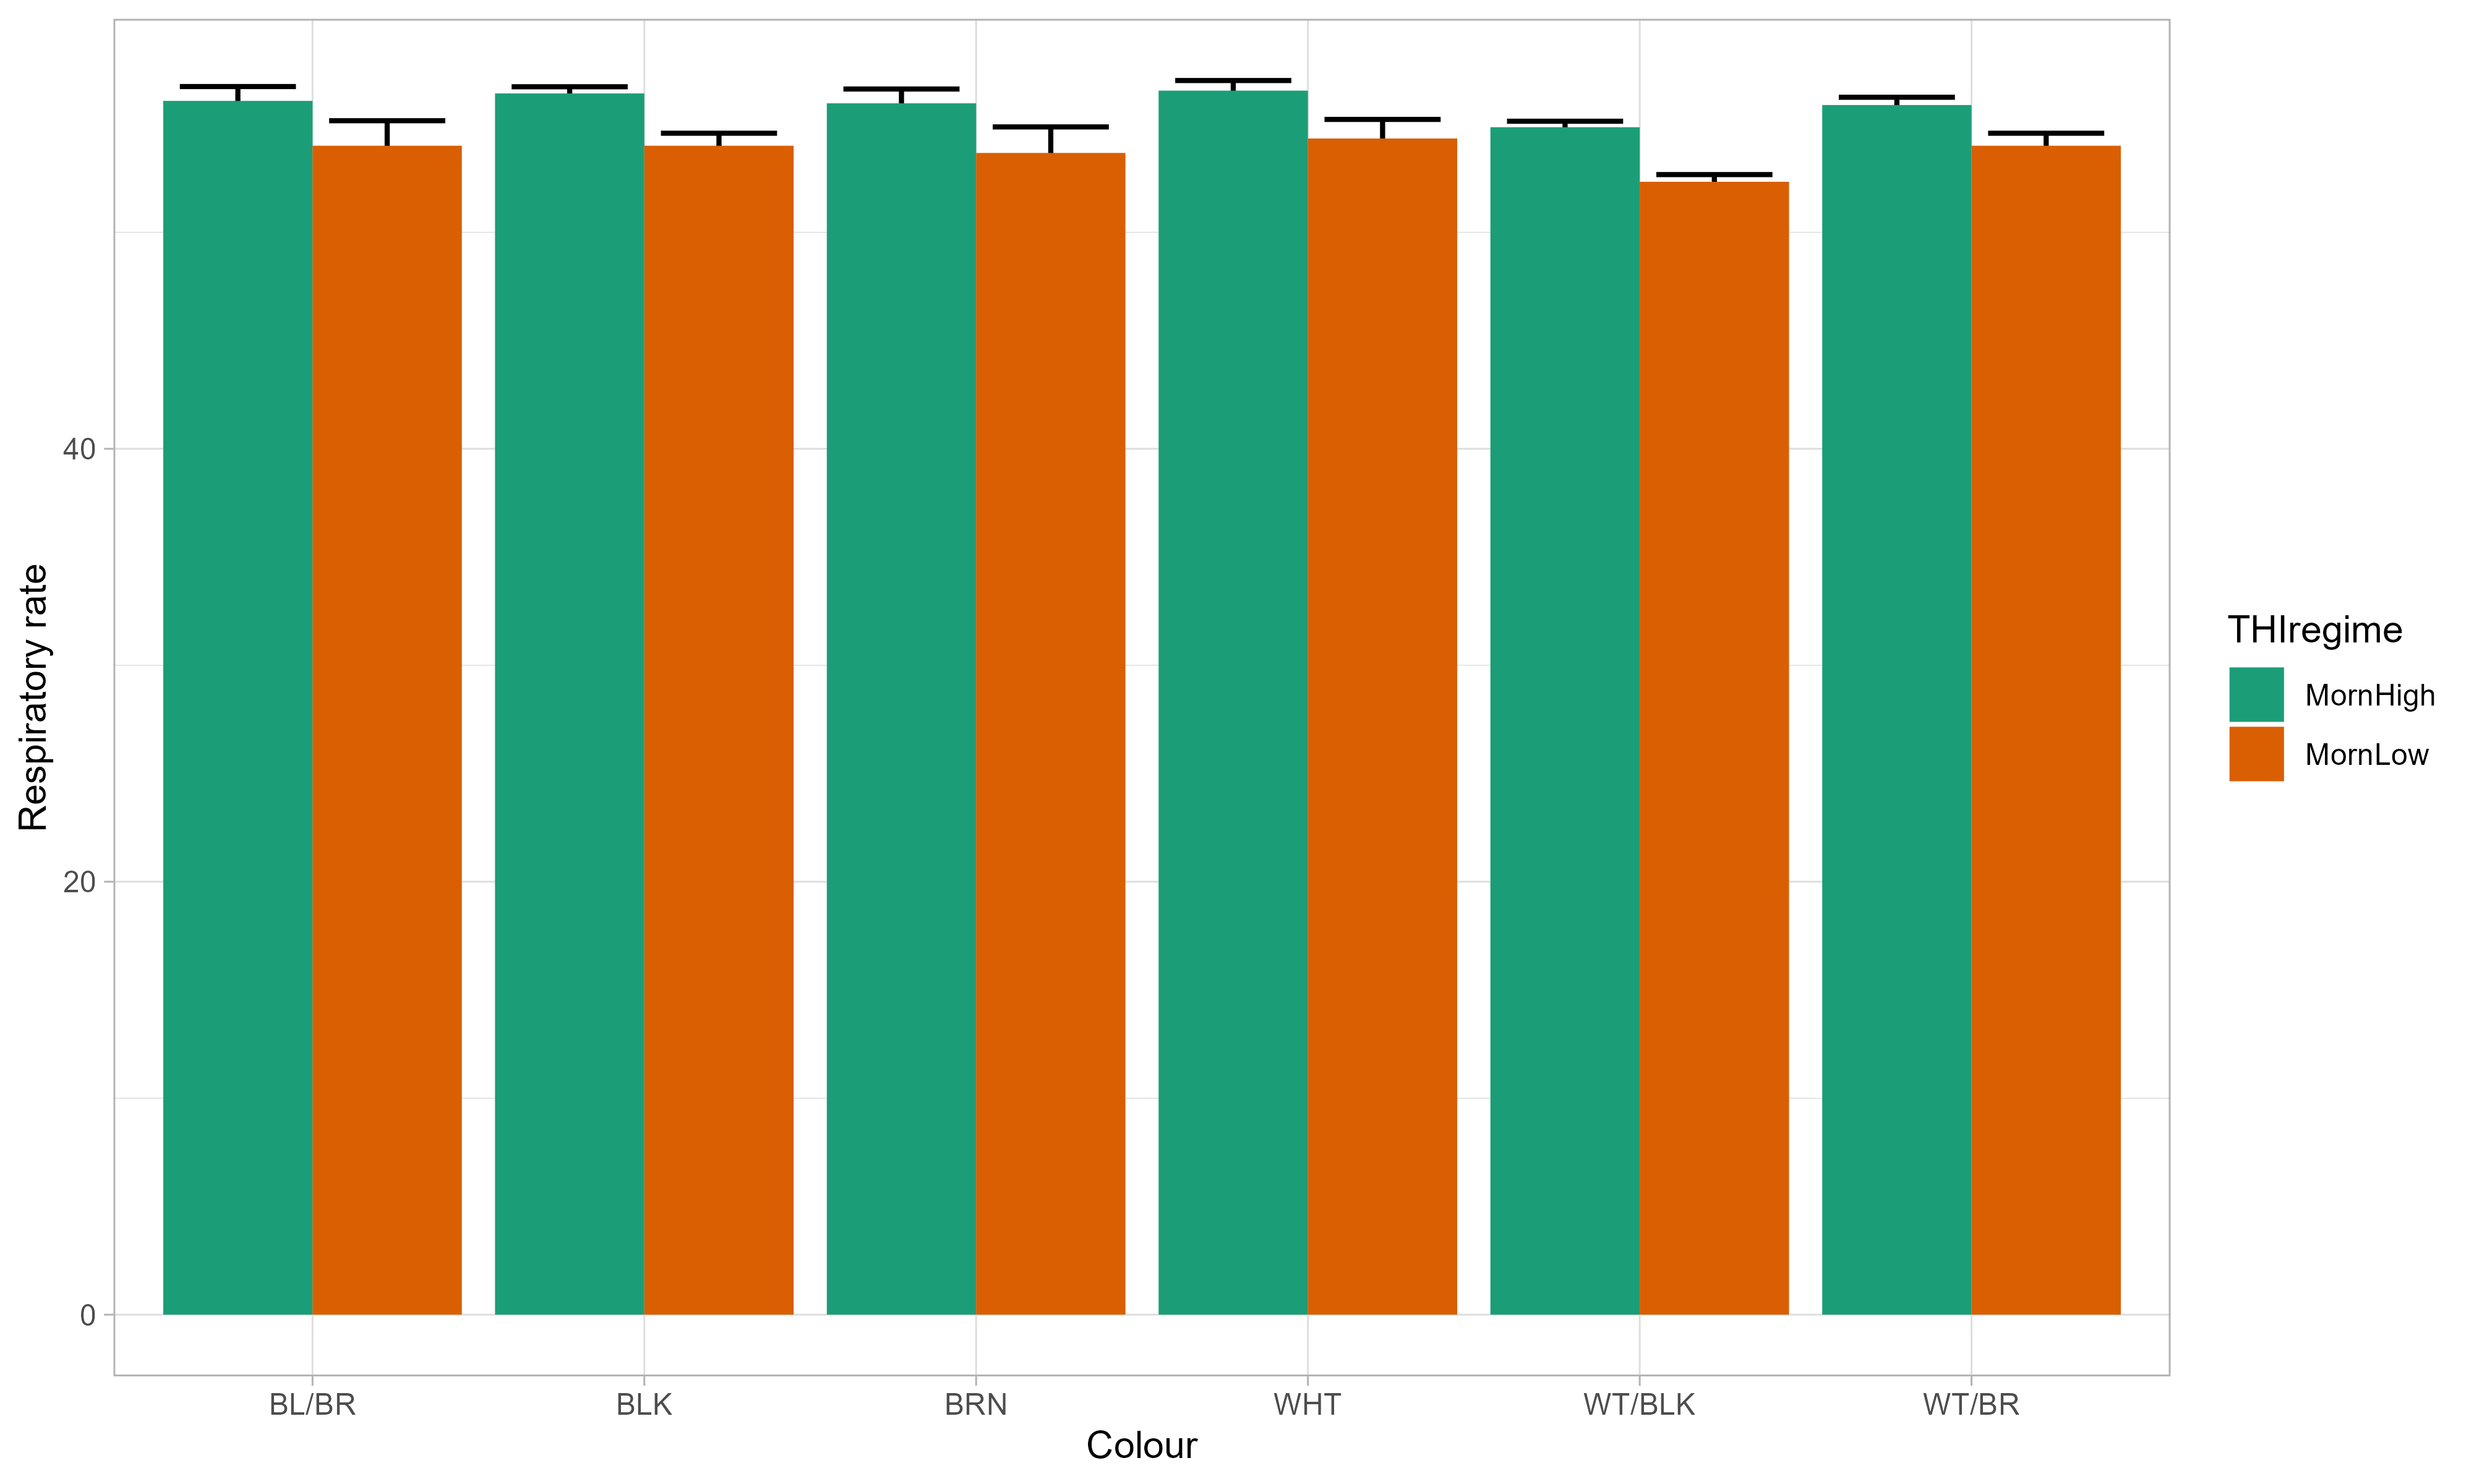 Respiratory rate
40
20
0
BL/BR BLK BRN WHT WT/BLK WT/BR
Colour
THIregime
MornHigh
MornLow